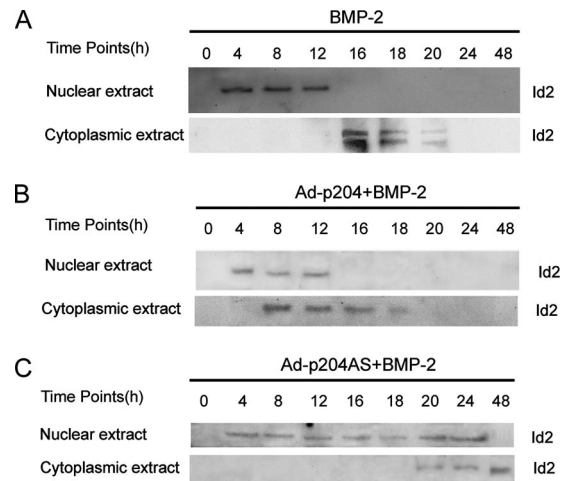 A
BMP-2
Time Points(h) 0 4 8 12 16 18 20 24 48
Nuclear extract Id2
Cytoplasmic extract Id2
B
Ad-p204+BMP-2
Time Points(h) 0 4 8 12 16 18 20 24 48
Nuclear extract Id2
Cytoplasmic extract Id2
C
Ad-p204AS+BMP-2
Time Points(h) 0 4 8 12 16 18 20 24 48
Nuclear extract Id2
Cytoplasmic extract Id2